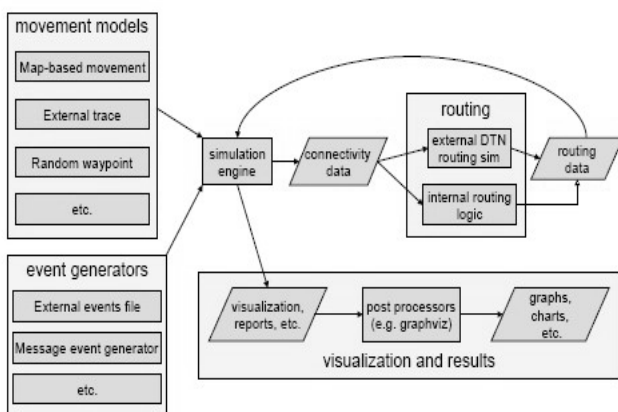 movement models
Map-based movement
External trace
Random waypoint
etc.
event generators
External events file
Message event generator
etc.
simulation
engine
connectivity
data
routing
external DTN
routing sim
internal routing
logic
routing
data
visualization,
reports, etc.
post processors
(e.g. graphviz)
graphs,
charts,
etc.
visualization and results